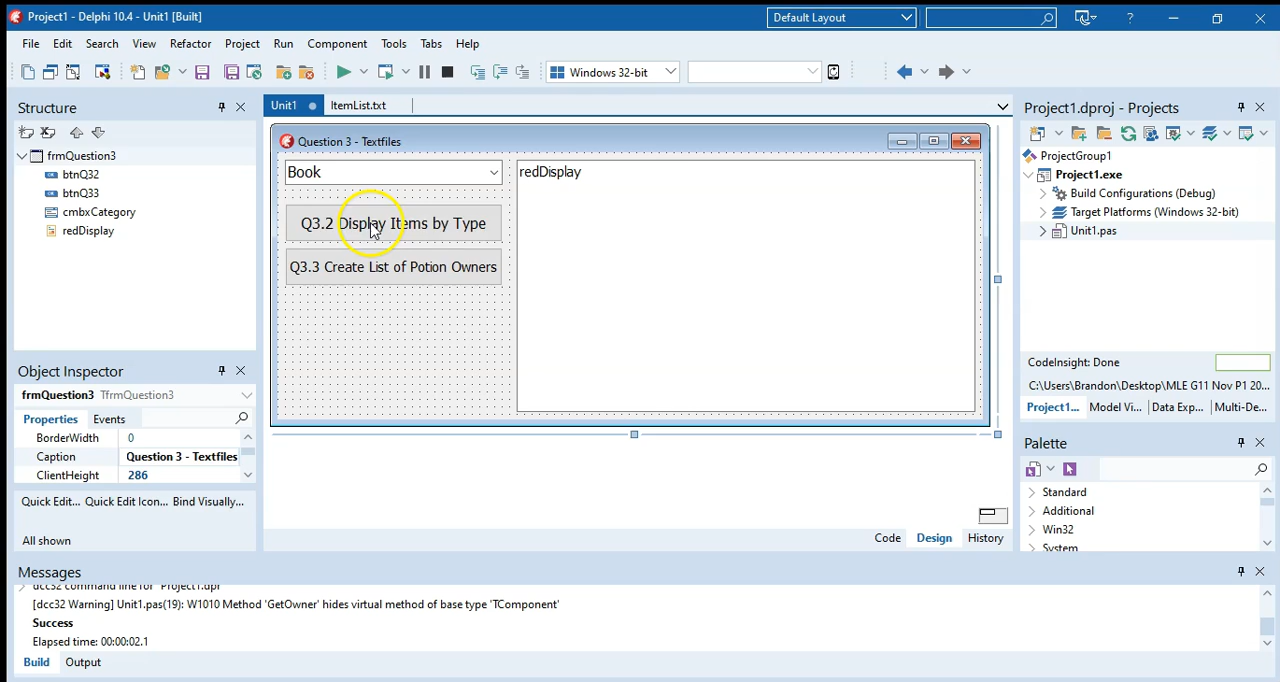 Project1 - Delphi 10.4 - Unit1 [Built]
Default Layout
?
File Edit Search View Refactor Project Run Component Tools Tabs Help
Windows 32-bit
Structure
frmQuestion3
btnQ32
btnQ33
cmbxCategory
redDisplay
Object Inspector
frmQuestion3 TfrmQuestion3
Properties Events
BorderWidth 0
Caption Question 3 - Textfiles
ClientHeight 286
Quick Edit... Quick Edit Icon... Bind Visually...
All shown
Unit1 ItemList.txt
Question 3 - Textfiles
Book
redDisplay
Q3.2 Display Items by Type
Q3.3 Create List of Potion Owners
Code Design History
Project1.dproj - Projects
ProjectGroup1
Project1.exe
Build Configurations (Debug)
Target Platforms (Windows 32-bit)
Unit1.pas
CodeInsight: Done
C:\Users\Brandon\Desktop\MLE G11 Nov P1 20...
Project1... Model Vi... Data Exp... Multi-De...
Palette
Standard
Additional
Win32
System
Messages
dcc32 command line for "Project1.dpr"
[dcc32 Warning] Unit1.pas(19): W1010 Method 'GetOwner' hides virtual method of base type 'TComponent'
Success
Elapsed time: 00:00:02.1
Build Output